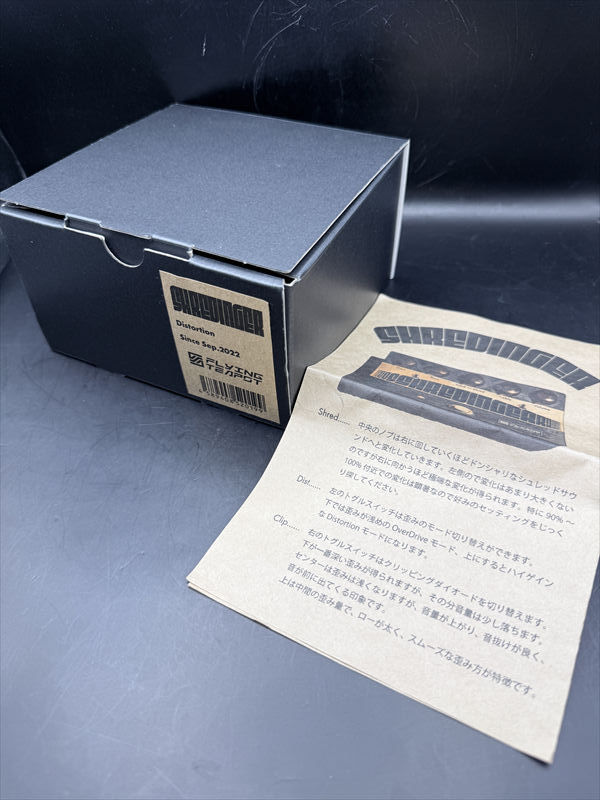 SHREDINGER
Distortion
Since Sep.2022
FLYING
TEAPOT
SHREDINGER
SHREDINGER
Shred...... 中央のノブは右に回していくほどドンシャリなシュレッドサウ
ンドへと変化していきます。左側ので変化はあまり大きくない
のですが右に向かうほど極端な変化が得られます。特に 90% ～
100% 付近での変化は顕著なので好みのセッティングをじっく
り探してください。
Dist...... 左のトグルスイッチは歪みのモード切り替えができます。
下では歪みが浅めの OverDrive モード、上にするとハイゲイン
な Distortion モードになります。
Clip...... 右のトグルスイッチはクリッピングダイオードを切り替えます。
下が一番深い歪みが得られますが、その分音量は少し落ちます。
センターは歪みは浅くなりますが、音量が上がり、音抜けが良く、
音が前に出てくる印象です。
上は中間の歪み量で、ローが太く、スムーズな歪み方が特徴です。